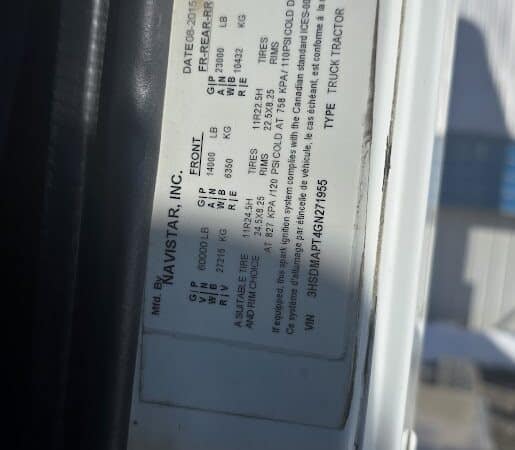 Mfd. By
NAVISTAR, INC.
DATE 08-2015
G|P 60000 LB
V|N
W|B
R|V 27215 KG
FRONT
G|P 14000 LB
A|N
W|B 6350 KG
R|E
FR-REAR-RR
G|P 23000 LB
A|N
W|B 10432 KG
R|E
A SUITABLE TIRE 11R24.5H TIRES 11R22.5H TIRES
AND RIM CHOICE 24.5X8.25 RIMS 22.5X8.25 RIMS
AT 827 KPA /120 PSI COLD AT 758 KPA/ 110PSI COLD D
If equipped, this spark ignition system complies with the Canadian standard ICES-00
Ce système d'allumage par étincelle de véhicule, le cas échéant, est conforme à la
VIN 3HSDMAPT4GN271955 TYPE TRUCK TRACTOR